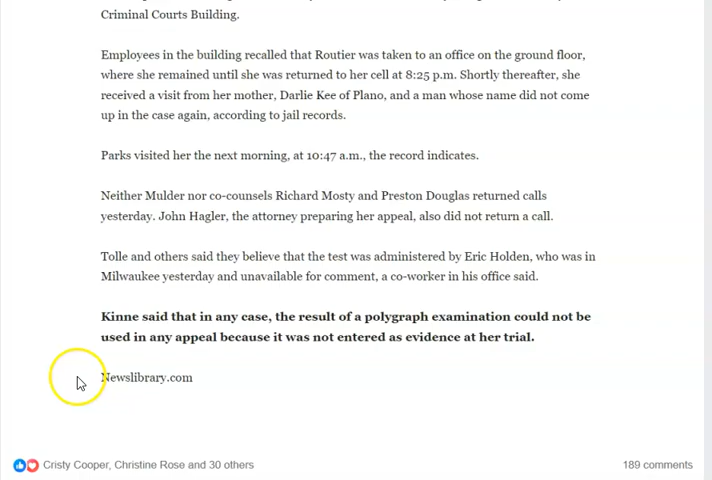 Criminal Courts Building.
Employees in the building recalled that Routier was taken to an office on the ground floor,
where she remained until she was returned to her cell at 8:25 p.m. Shortly thereafter, she
received a visit from her mother, Darlie Kee of Plano, and a man whose name did not come
up in the case again, according to jail records.
Parks visited her the next morning, at 10:47 a.m., the record indicates.
Neither Mulder nor co-counsels Richard Mosty and Preston Douglas returned calls
yesterday. John Hagler, the attorney preparing her appeal, also did not return a call.
Tolle and others said they believe that the test was administered by Eric Holden, who was in
Milwaukee yesterday and unavailable for comment, a co-worker in his office said.
Kinne said that in any case, the result of a polygraph examination could not be
used in any appeal because it was not entered as evidence at her trial.
Newslibrary.com
Cristy Cooper, Christine Rose and 30 others
189 comments